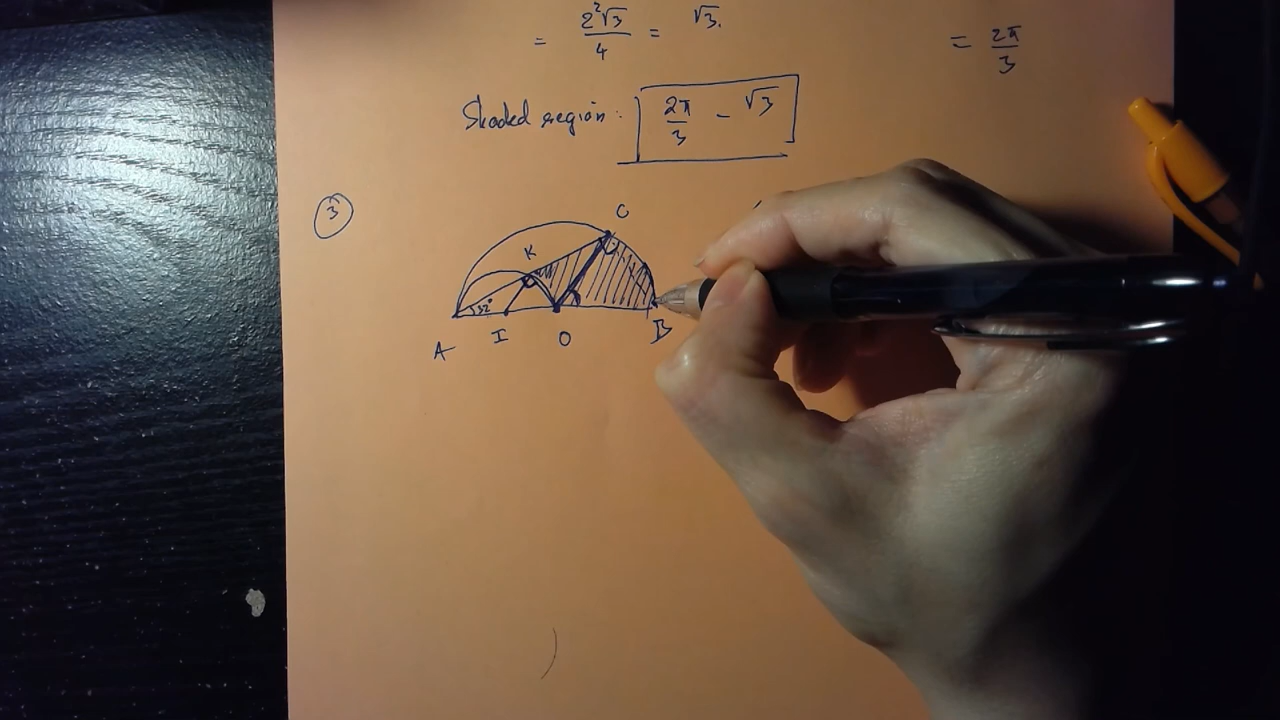 = 2²√3/4 = √3.
= 2π/3
Shaded region: 2π/3 - √3
3
C
K
32°
A I O B